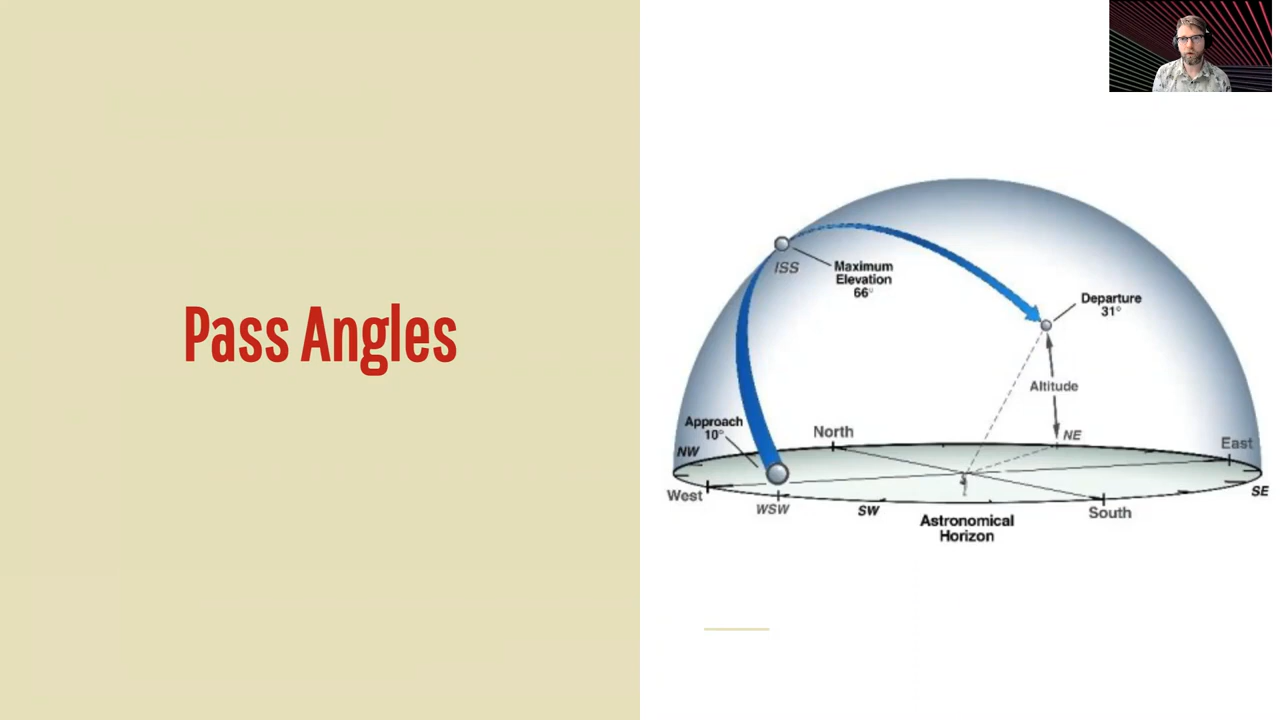 Pass Angles
ISS
Maximum
Elevation
66°
Departure
31°
Altitude
Approach
10°
North
NE
East
NW
West
WSW
SW
South
SE
Astronomical
Horizon